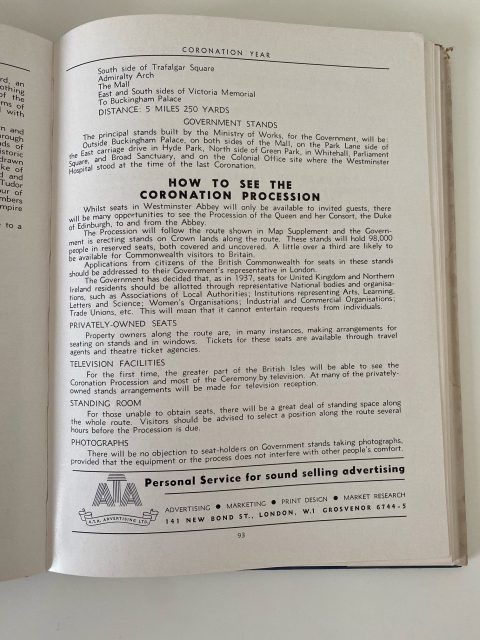 CORONATION YEAR
South side of Trafalgar Square
Admiralty Arch
The Mall
East and South sides of Victoria Memorial
To Buckingham Palace
DISTANCE: 5 MILES 250 YARDS
GOVERNMENT STANDS
The principal stands built by the Ministry of Works, for the Government, will be:
Outside Buckingham Palace, on both sides of the Mall, on the Park Lane side of
the East carriage drive in Hyde Park, North side of Green Park, in Whitehall, Parliament
Square, and Broad Sanctuary, and on the Colonial Office site where the Westminster
Hospital stood at the time of the last Coronation.
HOW TO SEE THE
CORONATION PROCESSION
Whilst seats in Westminster Abbey will only be available to invited guests, there
will be many opportunities to see the Procession of the Queen and her Consort, the Duke
of Edinburgh, to and from the Abbey.
The Procession will follow the route shown in Map Supplement and the Govern-
ment is erecting stands on Crown lands along the route. These stands will hold 98,000
people in reserved seats, both covered and uncovered. A little over a third are likely to
be available for Commonwealth visitors to Britain.
Applications from citizens of the British Commonwealth for seats in these stands
should be addressed to their Government's representative in London.
The Government has decided that, as in 1937, seats for United Kingdom and Northern
Ireland residents should be allotted through representative National bodies and organisa-
tions, such as Associations of Local Authorities; Institutions representing Arts, Learning,
Letters and Science; Women's Organisations; Industrial and Commercial Organisations;
Trade Unions, etc. This will mean that it cannot entertain requests from individuals.
PRIVATELY-OWNED SEATS
Property owners along the route are, in many instances, making arrangements for
seating on stands and in windows. Tickets for these seats are available through travel
agents and theatre ticket agencies.
TELEVISION FACILITIES
For the first time, the greater part of the British Isles will be able to see the
Coronation Procession and most of the Ceremony by television. At many of the privately-
owned stands arrangements will be made for television reception.
STANDING ROOM
For those unable to obtain seats, there will be a great deal of standing space along
the whole route. Visitors should be advised to select a position along the route several
hours before the Procession is due.
PHOTOGRAPHS
There will be no objection to seat-holders on Government stands taking photographs,
provided that the equipment or the process does not interfere with other people's comfort.
ATA
A.T.A. ADVERTISING LTD.
Personal Service for sound selling advertising
ADVERTISING ● MARKETING ● PRINT DESIGN ● MARKET RESEARCH
141 NEW BOND ST., LONDON, W.1 GROSVENOR 6744-5
93